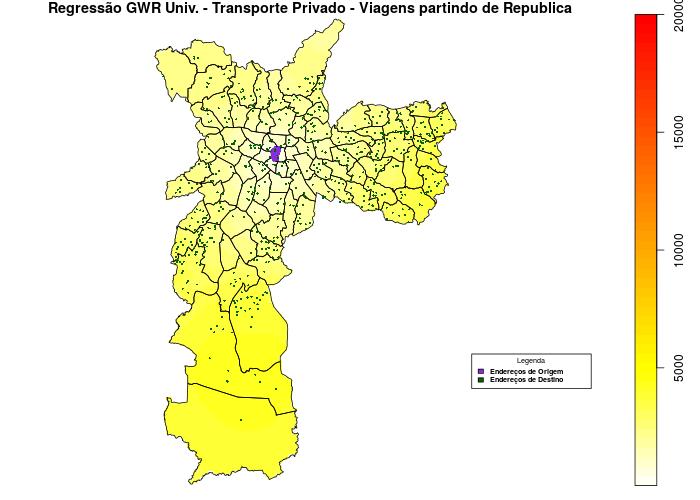 Regressão GWR Univ. - Transporte Privado - Viagens partindo de Republica
20000
15000
10000
5000
Legenda
Endereços de Origem
Endereços de Destino